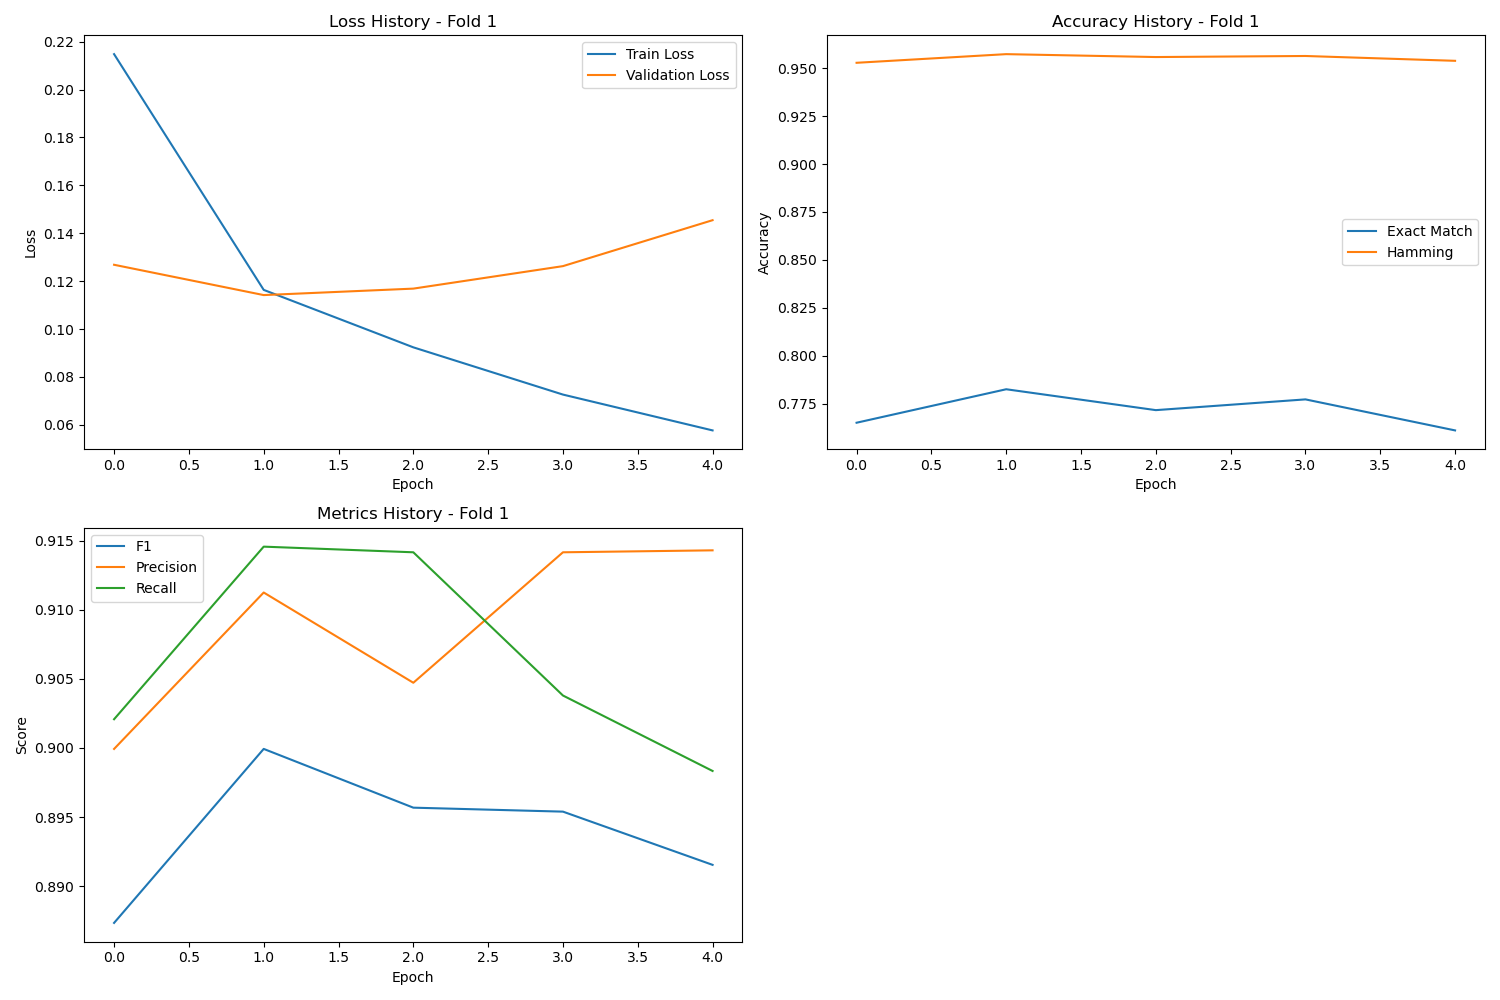 Loss History - Fold 1
0.22
0.20
0.18
0.16
0.14
0.12
0.10
0.08
0.06
Loss
Train Loss
Validation Loss
0.0 0.5 1.0 1.5 2.0 2.5 3.0 3.5 4.0
Epoch
Accuracy History - Fold 1
0.950
0.925
0.900
0.875
0.850
0.825
0.800
0.775
Accuracy
Exact Match
Hamming
0.0 0.5 1.0 1.5 2.0 2.5 3.0 3.5 4.0
Epoch
Metrics History - Fold 1
0.915
0.910
0.905
0.900
0.895
0.890
Score
F1
Precision
Recall
0.0 0.5 1.0 1.5 2.0 2.5 3.0 3.5 4.0
Epoch